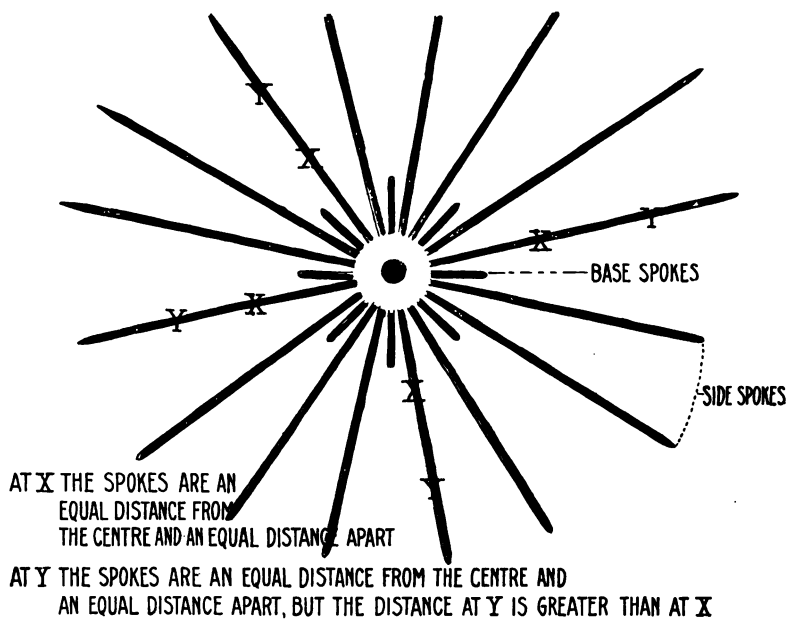 Y
X
X Y
BASE SPOKES
Y X
X
SIDE SPOKES
Y
AT X THE SPOKES ARE AN
EQUAL DISTANCE FROM
THE CENTRE AND AN EQUAL DISTANCE APART
AT Y THE SPOKES ARE AN EQUAL DISTANCE FROM THE CENTRE AND
AN EQUAL DISTANCE APART, BUT THE DISTANCE AT Y IS GREATER THAN AT X